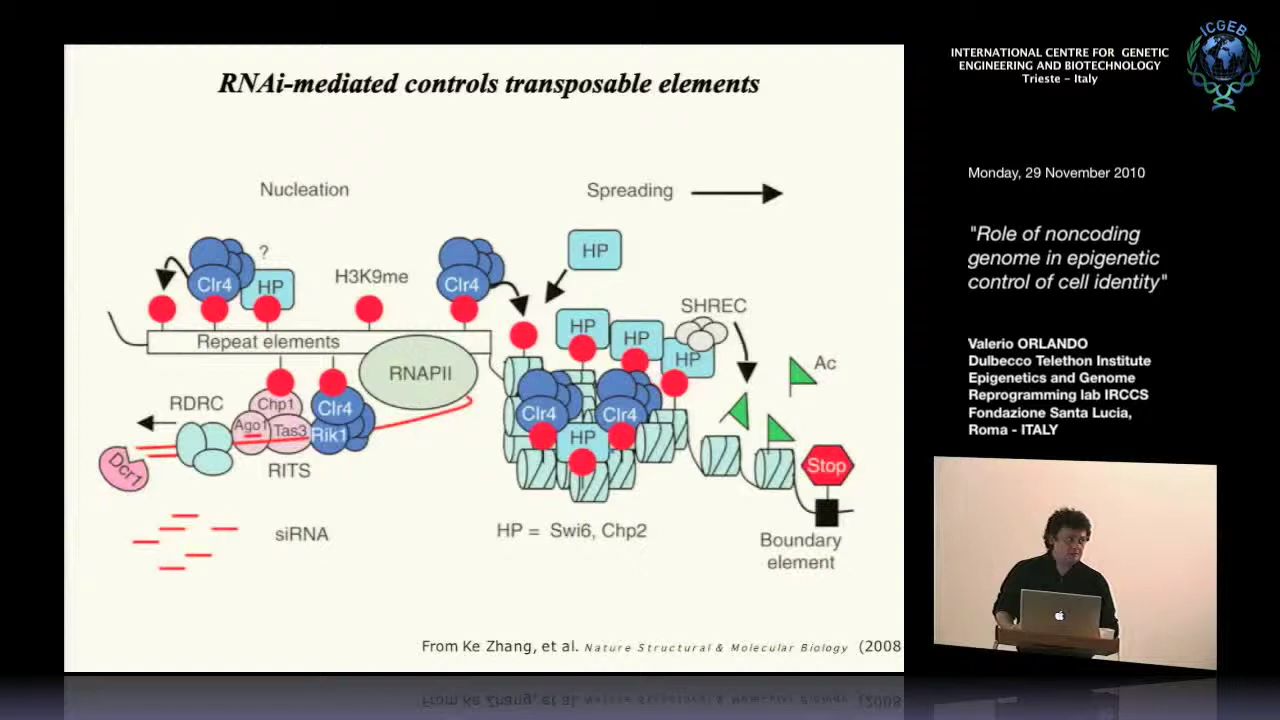 RNAi-mediated controls transposable elements
Nucleation
Spreading
?
Clr4
HP
H3K9me
Clr4
HP
SHREC
HP
HP
HP
Repeat elements
RNAPII
Ac
RDRC
Chp1
Ago1
Tas3
Clr4
Rik1
Dcr1
RITS
Clr4
Clr4
HP
Stop
siRNA
HP = Swi6, Chp2
Boundary
element
From Ke Zhang, et al. Nature Structural & Molecular Biology (2008
INTERNATIONAL CENTRE FOR GENETIC
ENGINEERING AND BIOTECHNOLOGY
Trieste - Italy
ICGEB
Monday, 29 November 2010
"Role of noncoding
genome in epigenetic
control of cell identity"
Valerio ORLANDO
Dulbecco Telethon Institute
Epigenetics and Genome
Reprogramming lab IRCCS
Fondazione Santa Lucia,
Roma - ITALY